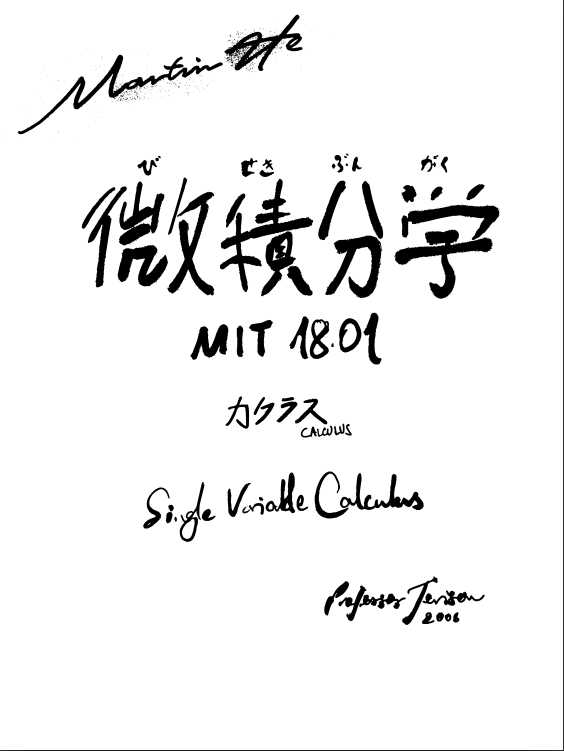 Martin He
び せき ぶん がく
微積分学
MIT 18.01
カクラス
CALCULUS
Single Variable Calculus
Professor Jerison
2006